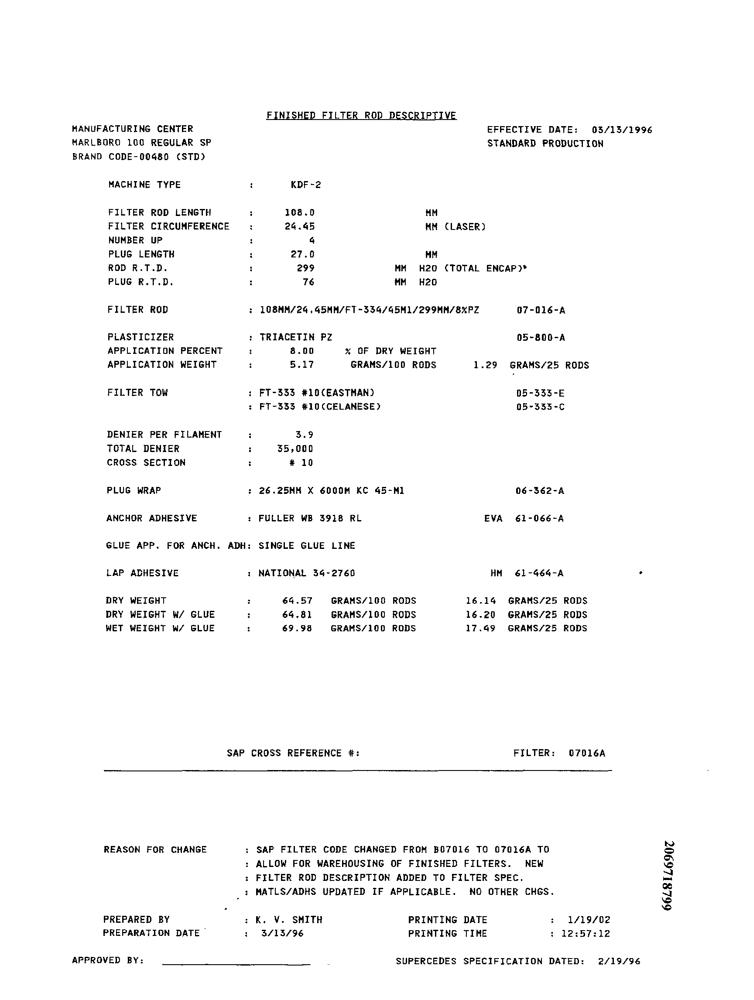 FINISHED FILTER ROD DESCRIPTIVE
MANUFACTURING CENTER EFFECTIVE DATE: 03/13/1996
MARLBORO 100 REGULAR SP STANDARD PRODUCTION
BRAND CODE-00480 (STD)
MACHINE TYPE : KDF-2
FILTER ROD LENGTH : 108.0 MM
FILTER CIRCUMFERENCE : 24.45 MM (LASER)
NUMBER UP : 4
PLUG LENGTH : 27.0 MM
ROD R.T.D. : 299 MM H2O (TOTAL ENCAP)*
PLUG R.T.D. : 76 MM H2O
FILTER ROD : 108MM/24.45MM/FT-334/45M1/299MM/8%PZ 07-016-A
PLASTICIZER : TRIACETIN PZ 05-800-A
APPLICATION PERCENT : 8.00 % OF DRY WEIGHT
APPLICATION WEIGHT : 5.17 GRAMS/100 RODS 1.29 GRAMS/25 RODS
FILTER TOW : FT-333 #10(EASTMAN) 05-333-E
: FT-333 #10(CELANESE) 05-333-C
DENIER PER FILAMENT : 3.9
TOTAL DENIER : 35,000
CROSS SECTION : # 10
PLUG WRAP : 26.25MM X 6000M KC 45-M1 06-362-A
ANCHOR ADHESIVE : FULLER WB 3918 RL EVA 61-066-A
GLUE APP. FOR ANCH. ADH: SINGLE GLUE LINE
LAP ADHESIVE : NATIONAL 34-2760 HM 61-464-A
DRY WEIGHT : 64.57 GRAMS/100 RODS 16.14 GRAMS/25 RODS
DRY WEIGHT W/ GLUE : 64.81 GRAMS/100 RODS 16.20 GRAMS/25 RODS
WET WEIGHT W/ GLUE : 69.98 GRAMS/100 RODS 17.49 GRAMS/25 RODS
SAP CROSS REFERENCE #: FILTER: 07016A
REASON FOR CHANGE : SAP FILTER CODE CHANGED FROM B07016 TO 07016A TO
: ALLOW FOR WAREHOUSING OF FINISHED FILTERS. NEW
: FILTER ROD DESCRIPTION ADDED TO FILTER SPEC.
: MATLS/ADHS UPDATED IF APPLICABLE. NO OTHER CHGS.
PREPARED BY : K. V. SMITH PRINTING DATE : 1/19/02
PREPARATION DATE : 3/13/96 PRINTING TIME : 12:57:12
APPROVED BY: SUPERCEDES SPECIFICATION DATED: 2/19/96
2069718799